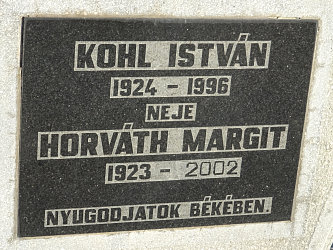 KOHL ISTVÁN
1924 - 1996
NEJE
HORVÁTH MARGIT
1923 - 2002
NYUGODJATOK BÉKÉBEN.